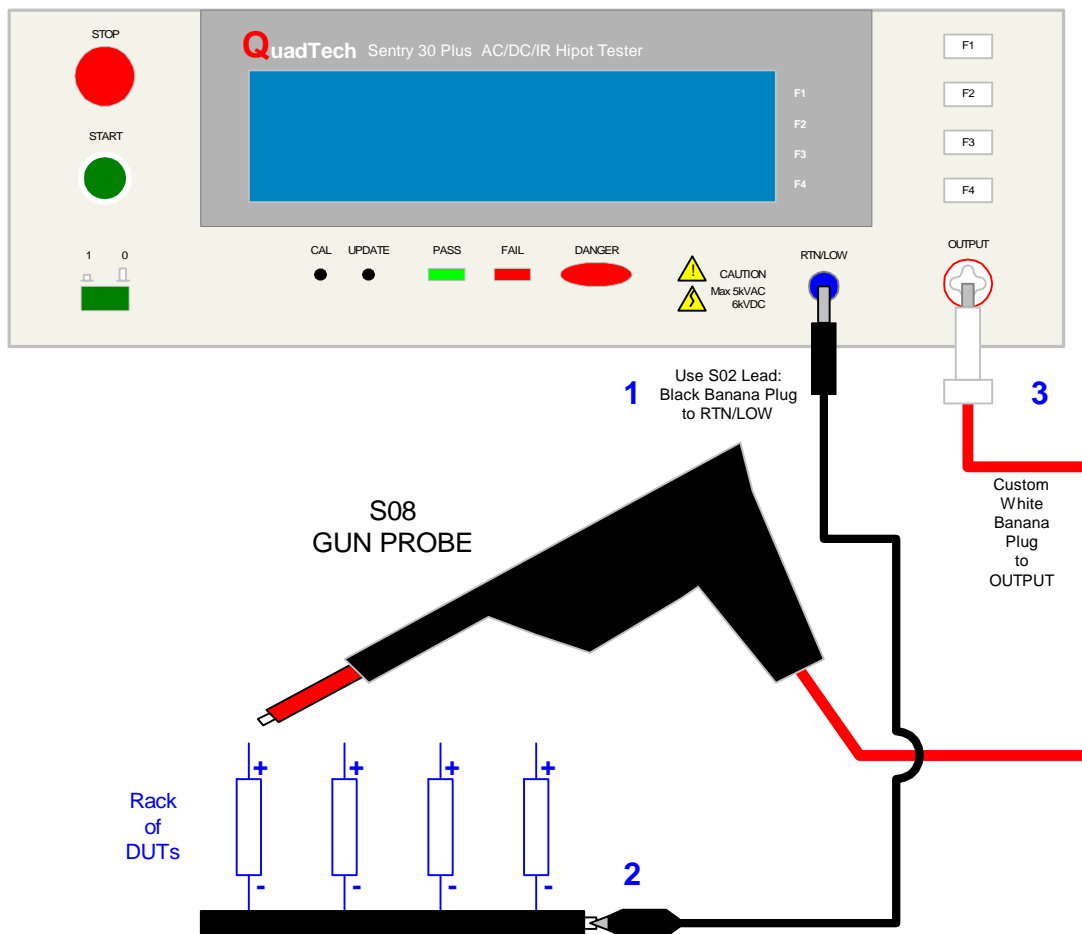 STOP
QuadTech Sentry 30 Plus AC/DC/IR Hipot Tester
F1
F1
F2
F2
START
F3
F3
F4
F4
1 0
CAL UPDATE PASS FAIL DANGER
CAUTION
Max 5kVAC
6kVDC
RTN/LOW
OUTPUT
1
Use S02 Lead:
Black Banana Plug
to RTN/LOW
3
Custom
White
Banana
Plug
to
OUTPUT
S08
GUN PROBE
+ + + +
Rack
of
DUTs
- - - -
2